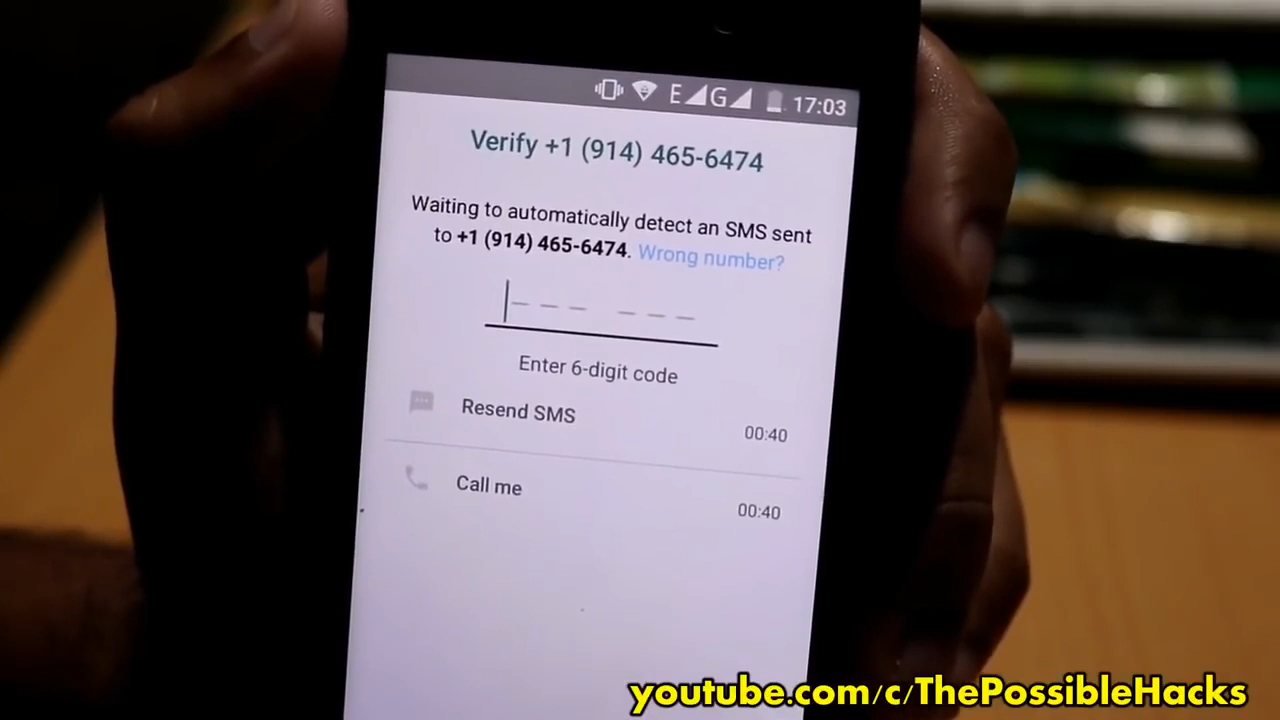 E G 17:03
Verify +1 (914) 465-6474
Waiting to automatically detect an SMS sent
to +1 (914) 465-6474. Wrong number?
Enter 6-digit code
Resend SMS 00:40
Call me 00:40
youtube.com/c/ThePossibleHacks